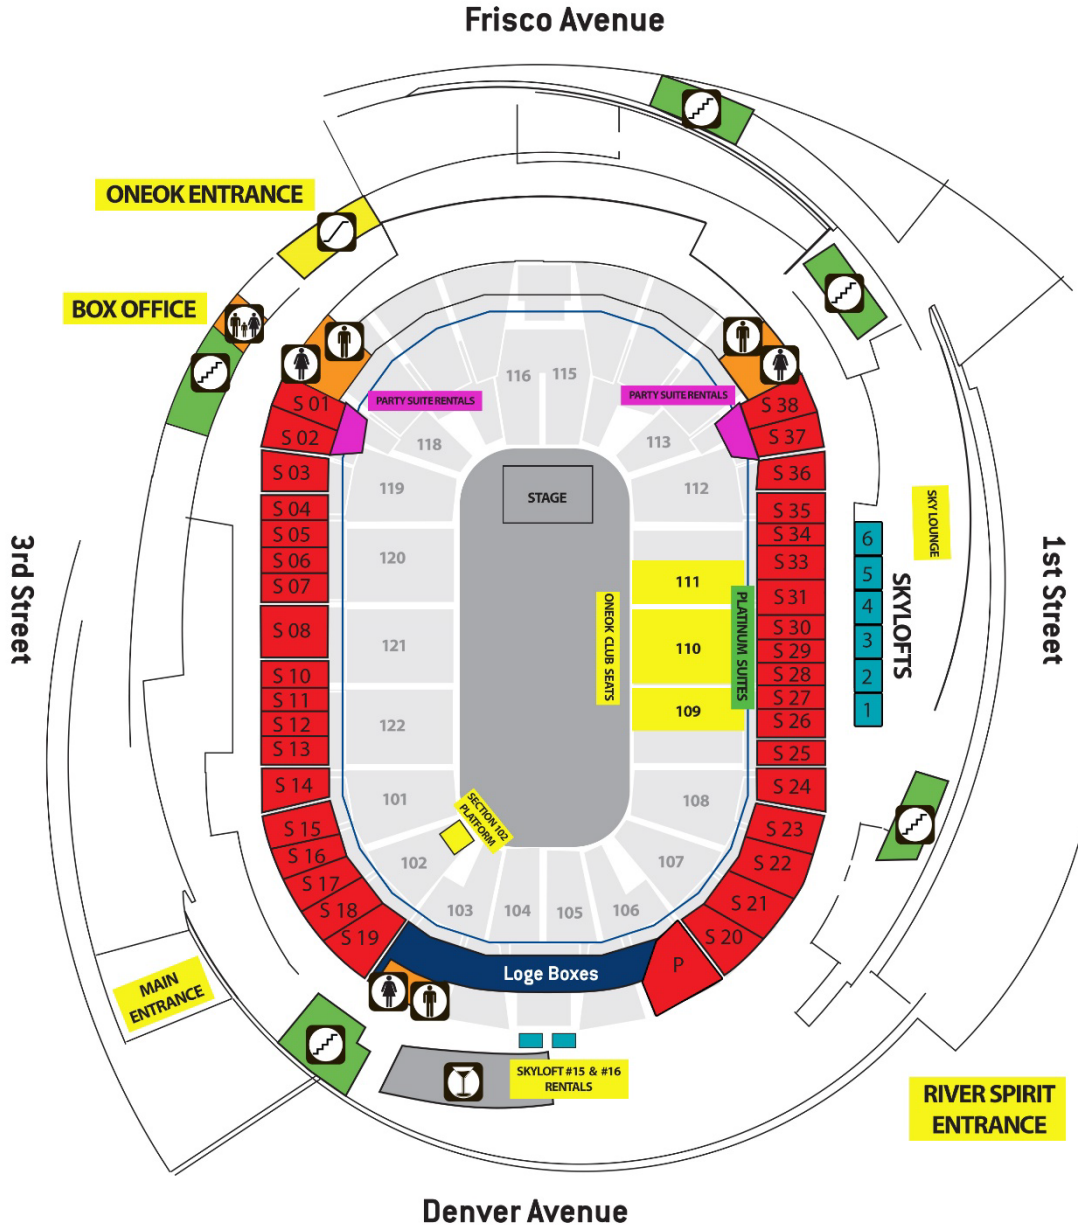 Frisco Avenue
ONEOK ENTRANCE
BOX OFFICE
116
115
PARTY SUITE RENTALS
PARTY SUITE RENTALS
S 01
S 02
S 03
S 04
S 05
S 06
S 07
S 08
S 10
S 11
S 12
S 13
S 14
S 15
S 16
S 17
S 18
S 19
118
119
120
121
122
101
102
103
104
105
106
107
108
113
112
STAGE
111
110
109
ONEOK CLUB SEATS
PLATINUM SUITES
SECTION 102
PLATFORM
S 38
S 37
S 36
S 35
S 34
S 33
S 31
S 30
S 29
S 28
S 27
S 26
S 25
S 24
S 23
S 22
S 21
S 20
P
6
5
4
3
2
1
SKYLOFTS
SKY LOUNGE
3rd Street
1st Street
Loge Boxes
MAIN
ENTRANCE
SKYLOFT #15 & #16
RENTALS
RIVER SPIRIT
ENTRANCE
Denver Avenue